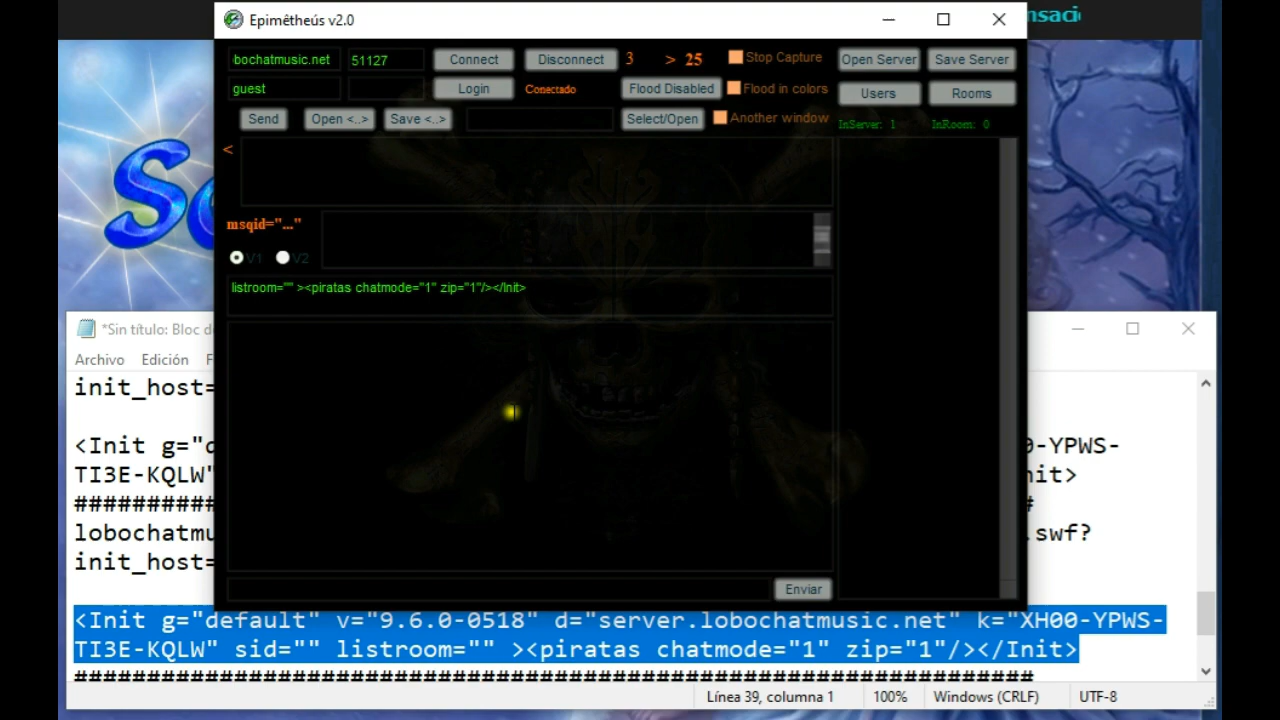 nsació
Epimêtheús v2.0
bochatmusic.net 51127 Connect Disconnect 3 > 25 Stop Capture Open Server Save Server
guest Login Conectado Flood Disabled Flood in colors Users Rooms
Send Open <..> Save <..> Select/Open Another window InServer: 1 InRoom: 0
<
msqid="..."
V1 V2
listroom="" ><piratas chatmode="1" zip="1"/></Init>
Enviar
*Sin título: Bloc d
Archivo Edición F
init_host=
<Init g="d 0-YPWS-
TI3E-KQLW" nit>
########## #
lobochatmu .swf?
init_host=
<Init g="default" v="9.6.0-0518" d="server.lobochatmusic.net" k="XH00-YPWS-
TI3E-KQLW" sid="" listroom="" ><piratas chatmode="1" zip="1"/></Init>
#################################################################
Línea 39, columna 1 100% Windows (CRLF) UTF-8